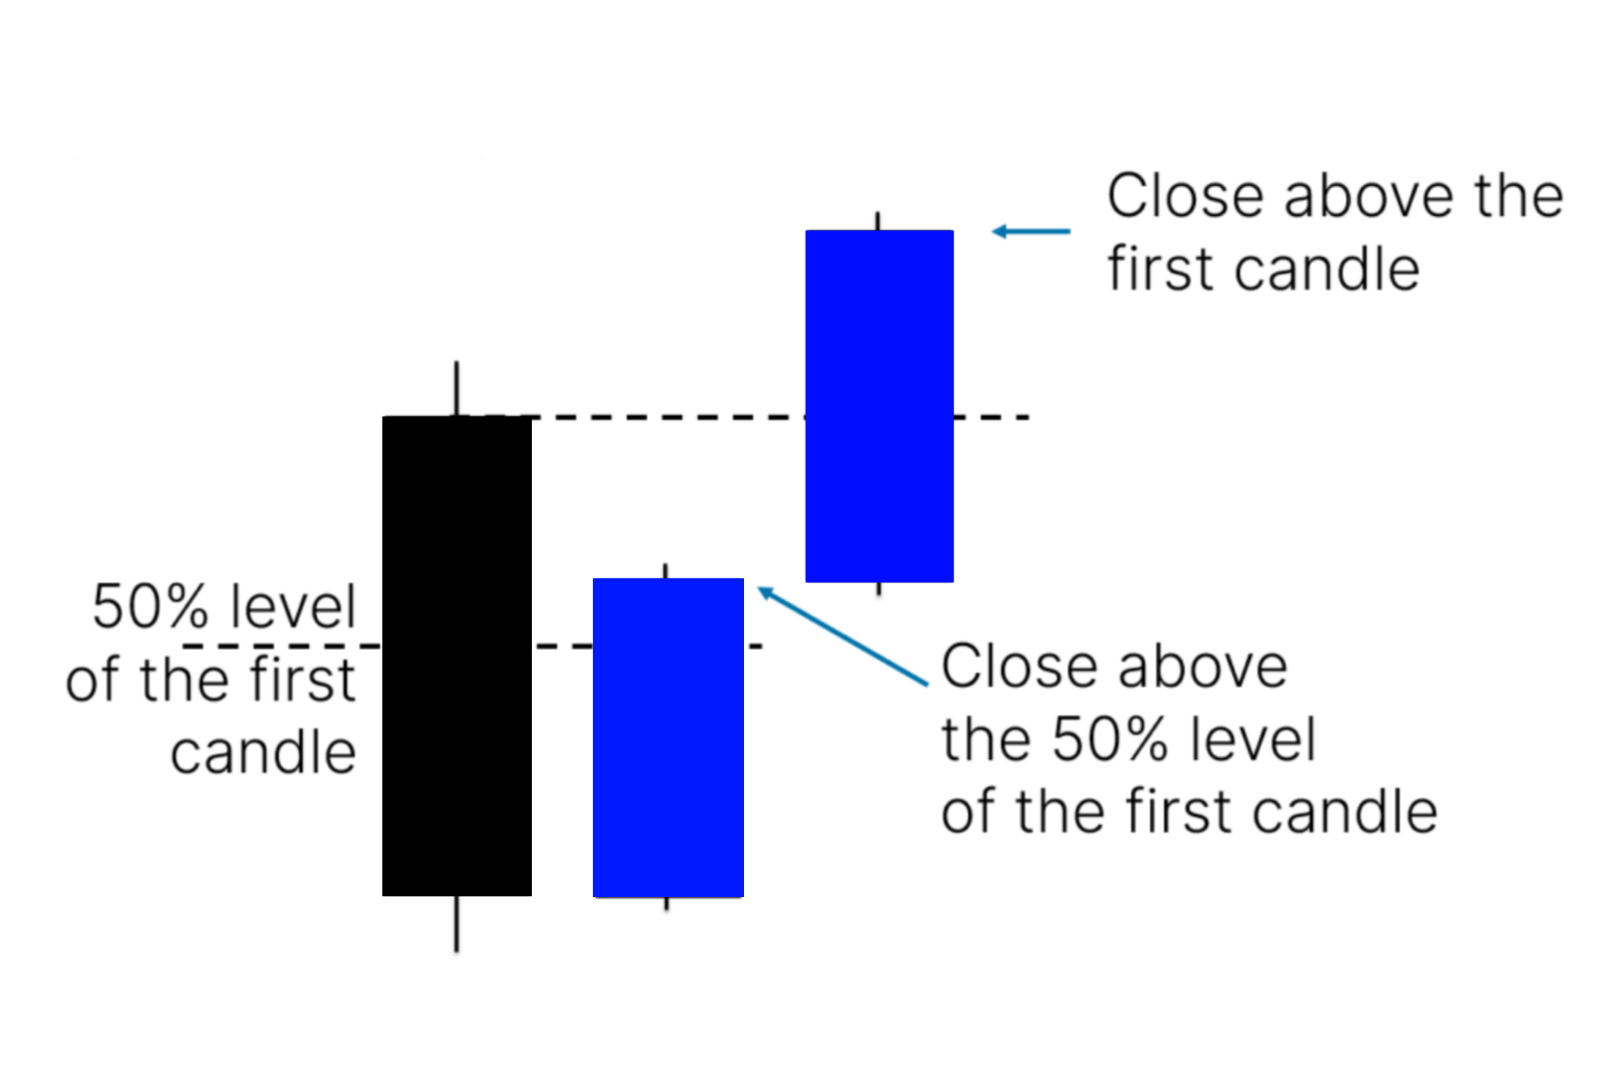 Close above the
first candle
50% level
of the first
candle
Close above
the 50% level
of the first candle